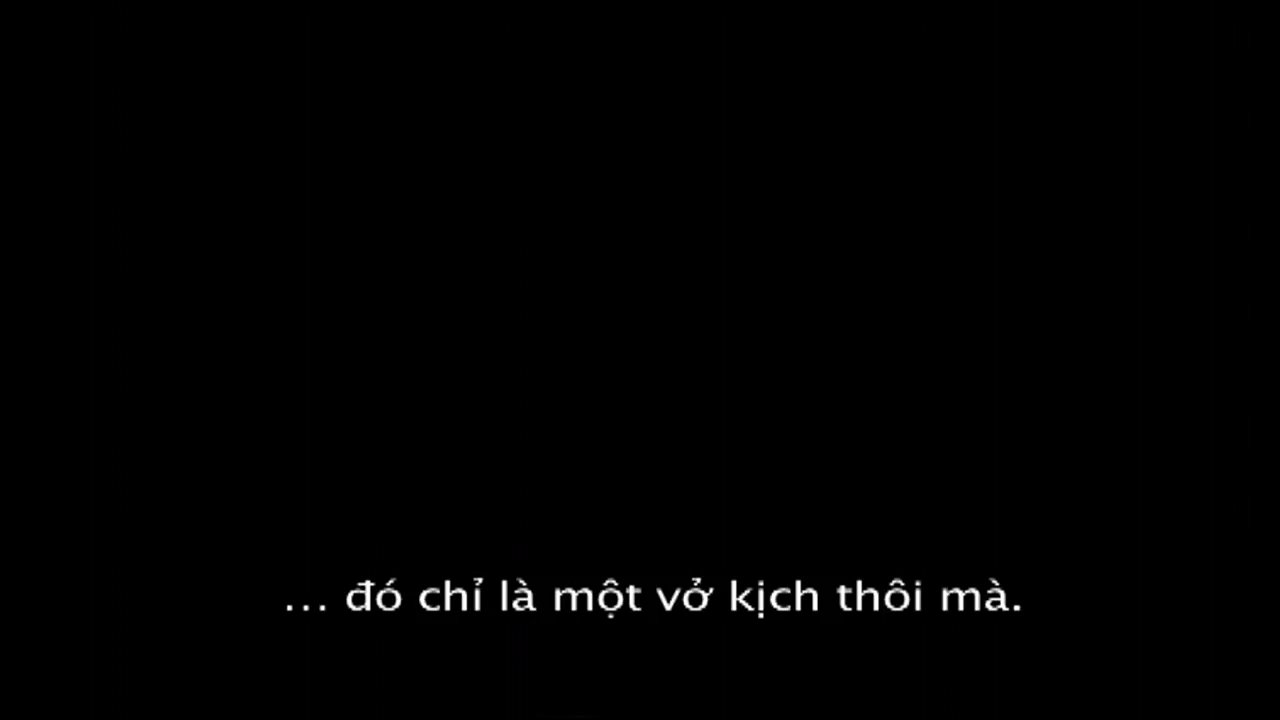 ... đó chỉ là một vở kịch thôi mà.